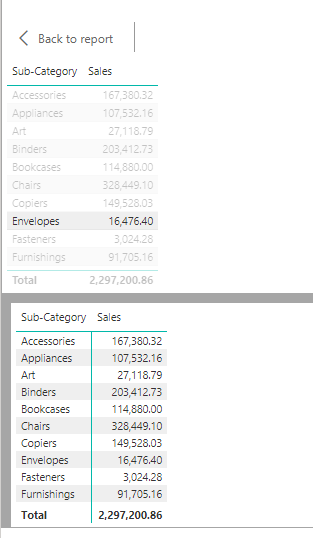 Back to report
Sub-Category Sales
Accessories 167,380.32
Appliances 107,532.16
Art 27,118.79
Binders 203,412.73
Bookcases 114,880.00
Chairs 328,449.10
Copiers 149,528.03
Envelopes 16,476.40
Fasteners 3,024.28
Furnishings 91,705.16
Total 2,297,200.86
Sub-Category Sales
Accessories 167,380.32
Appliances 107,532.16
Art 27,118.79
Binders 203,412.73
Bookcases 114,880.00
Chairs 328,449.10
Copiers 149,528.03
Envelopes 16,476.40
Fasteners 3,024.28
Furnishings 91,705.16
Total 2,297,200.86